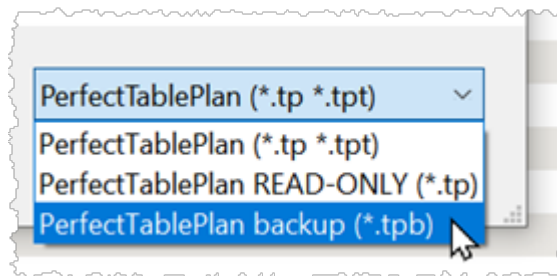 PerfectTablePlan (*.tp *.tpt)
PerfectTablePlan (*.tp *.tpt)
PerfectTablePlan READ-ONLY (*.tp)
PerfectTablePlan backup (*.tpb)